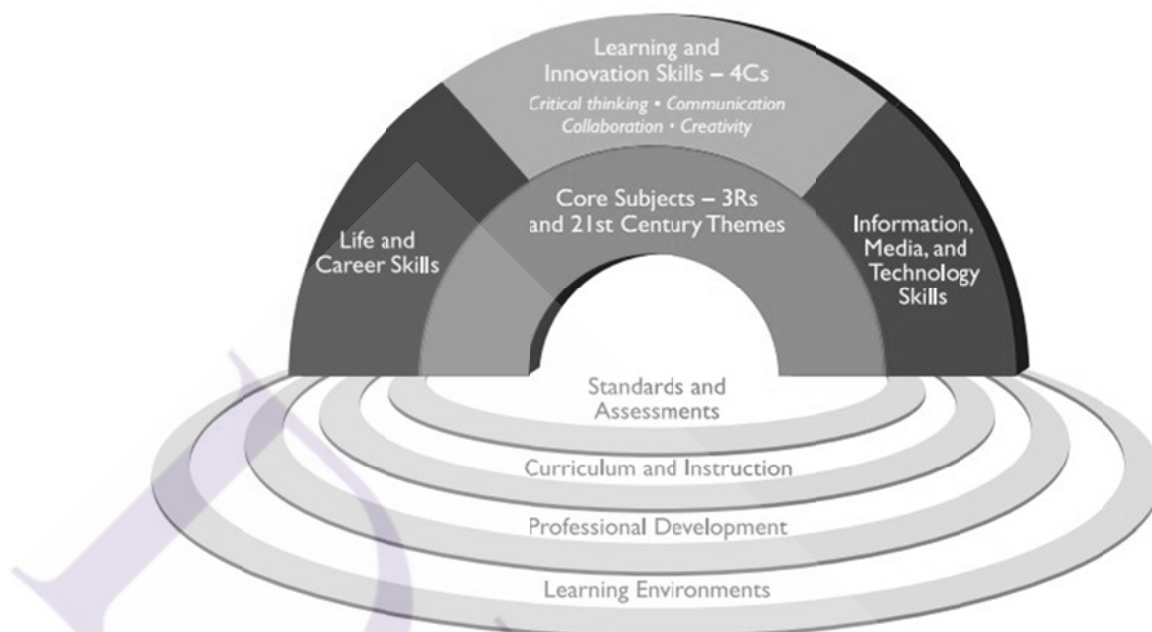 Learning and
Innovation Skills – 4Cs
Critical thinking • Communication
Collaboration • Creativity
Core Subjects – 3Rs
and 21st Century Themes
Life and
Career Skills
Information,
Media, and
Technology
Skills
Standards and
Assessments
Curriculum and Instruction
Professional Development
Learning Environments